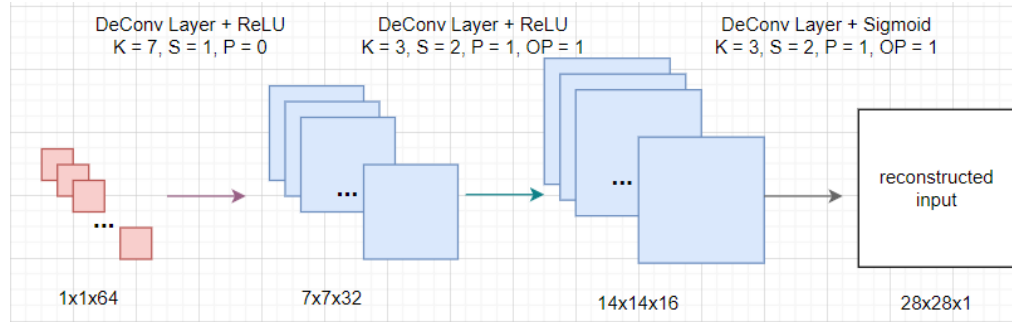 DeConv Layer + ReLU
K = 7, S = 1, P = 0
DeConv Layer + ReLU
K = 3, S = 2, P = 1, OP = 1
DeConv Layer + Sigmoid
K = 3, S = 2, P = 1, OP = 1
...
...
...
reconstructed
input
1x1x64
7x7x32
14x14x16
28x28x1